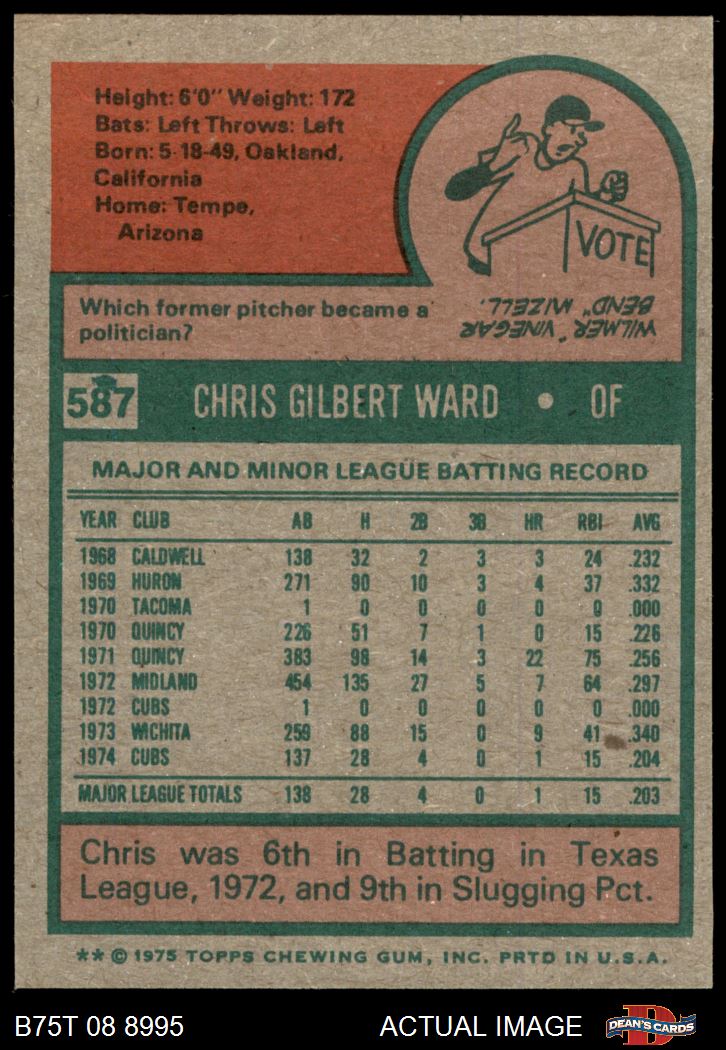 Height: 6'0" Weight: 172
Bats: Left Throws: Left
Born: 5-18-49, Oakland,
California
Home: Tempe,
Arizona
VOTE
Which former pitcher became a
politician?
WILMER "VINEGAR
BEND" MIZELL.
587 CHRIS GILBERT WARD • OF
MAJOR AND MINOR LEAGUE BATTING RECORD
YEAR CLUB AB H 2B 3B HR RBI AVG
1968 CALDWELL 138 32 2 3 3 24 .232
1969 HURON 271 90 10 3 4 37 .332
1970 TACOMA 1 0 0 0 0 0 .000
1970 QUINCY 226 51 7 1 0 15 .226
1971 QUINCY 383 98 14 3 22 75 .256
1972 MIDLAND 454 135 27 5 7 64 .297
1972 CUBS 1 0 0 0 0 0 .000
1973 WICHITA 259 88 15 0 9 41 .340
1974 CUBS 137 28 4 0 1 15 .204
MAJOR LEAGUE TOTALS 138 28 4 0 1 15 .203
Chris was 6th in Batting in Texas
League, 1972, and 9th in Slugging Pct.
** © 1975 TOPPS CHEWING GUM, INC. PRTD IN U.S.A.
B75T 08 8995 ACTUAL IMAGE D DEAN'S CARDS